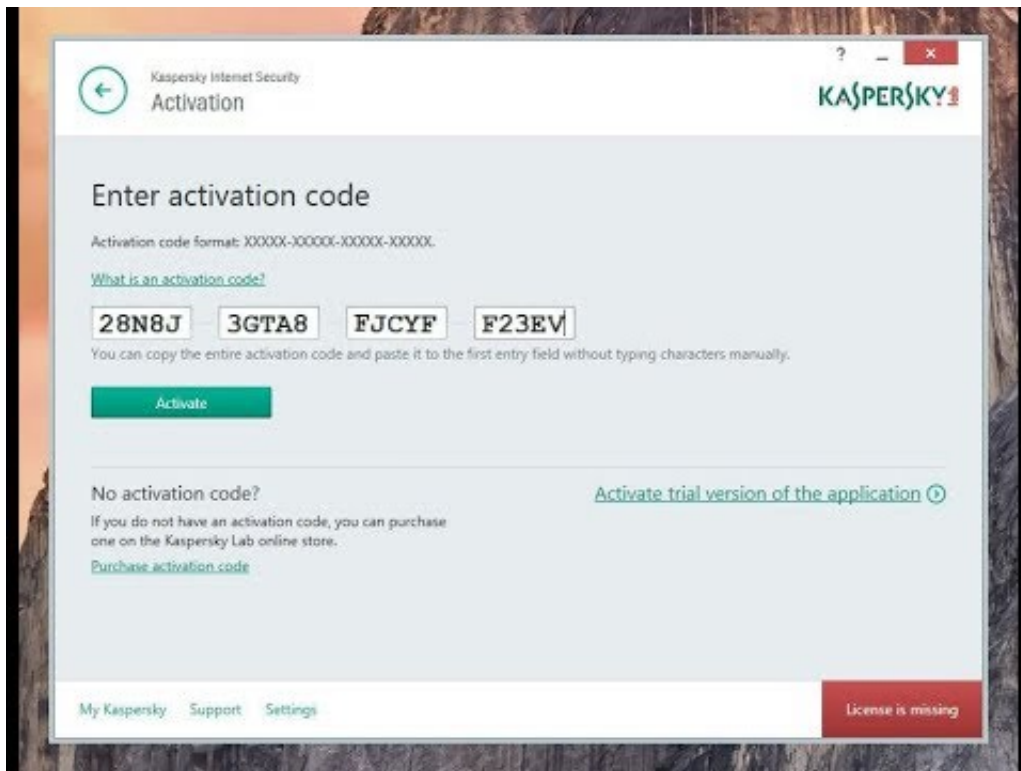 Kaspersky Internet Security
Activation
? _ ×
KASPERSKY lab
Enter activation code
Activation code format: XXXXX-XXXXX-XXXXX-XXXXX.
What is an activation code?
28N8J 3GTA8 FJCYF F23EV
You can copy the entire activation code and paste it to the first entry field without typing characters manually.
Activate
No activation code?
Activate trial version of the application
If you do not have an activation code, you can purchase
one on the Kaspersky Lab online store.
Purchase activation code
My Kaspersky Support Settings
License is missing